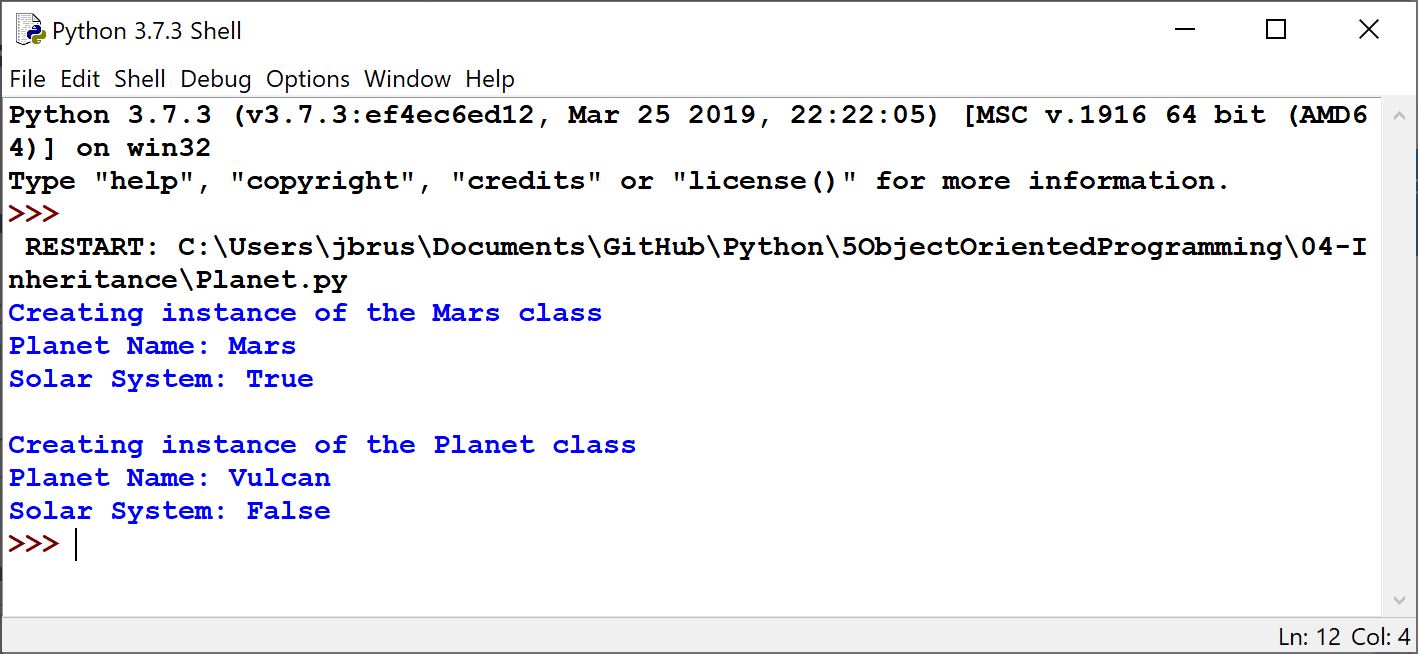 Python 3.7.3 Shell
File Edit Shell Debug Options Window Help
Python 3.7.3 (v3.7.3:ef4ec6ed12, Mar 25 2019, 22:22:05) [MSC v.1916 64 bit (AMD6
4)] on win32
Type "help", "copyright", "credits" or "license()" for more information.
>>>
 RESTART: C:\Users\jbrus\Documents\GitHub\Python\5ObjectOrientedProgramming\04-I
nheritance\Planet.py
Creating instance of the Mars class
Planet Name: Mars
Solar System: True

Creating instance of the Planet class
Planet Name: Vulcan
Solar System: False
>>>
Ln: 12 Col: 4